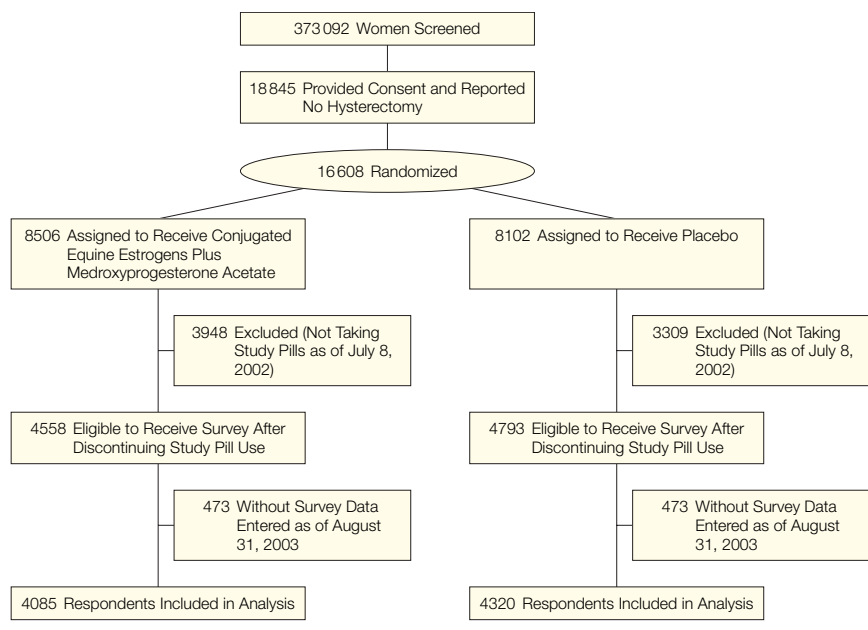 373 092 Women Screened
18 845 Provided Consent and Reported
No Hysterectomy
16 608 Randomized
8506 Assigned to Receive Conjugated
Equine Estrogens Plus
Medroxyprogesterone Acetate
8102 Assigned to Receive Placebo
3948 Excluded (Not Taking
Study Pills as of July 8,
2002)
3309 Excluded (Not Taking
Study Pills as of July 8,
2002)
4558 Eligible to Receive Survey After
Discontinuing Study Pill Use
4793 Eligible to Receive Survey After
Discontinuing Study Pill Use
473 Without Survey Data
Entered as of August
31, 2003
473 Without Survey Data
Entered as of August
31, 2003
4085 Respondents Included in Analysis
4320 Respondents Included in Analysis